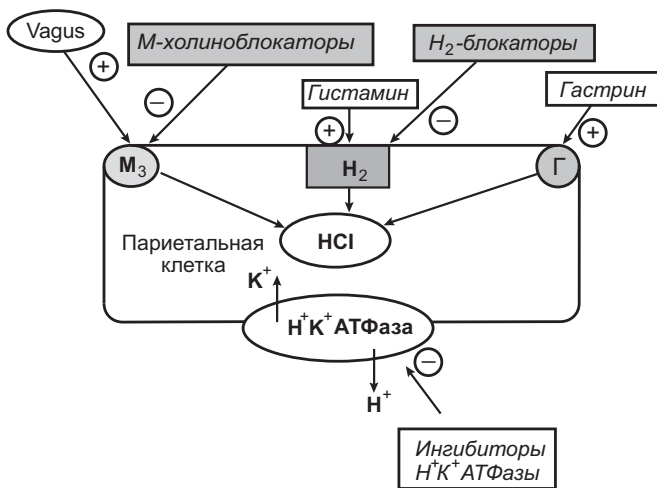 Vagus
М-холиноблокаторы
H₂-блокаторы
+
−
Гистамин
−
Гастрин
+
+
M₃
H₂
Г
HCl
Париетальная
клетка
K⁺
H⁺K⁺АТФаза
−
H⁺
Ингибиторы
H⁺K⁺АТФазы